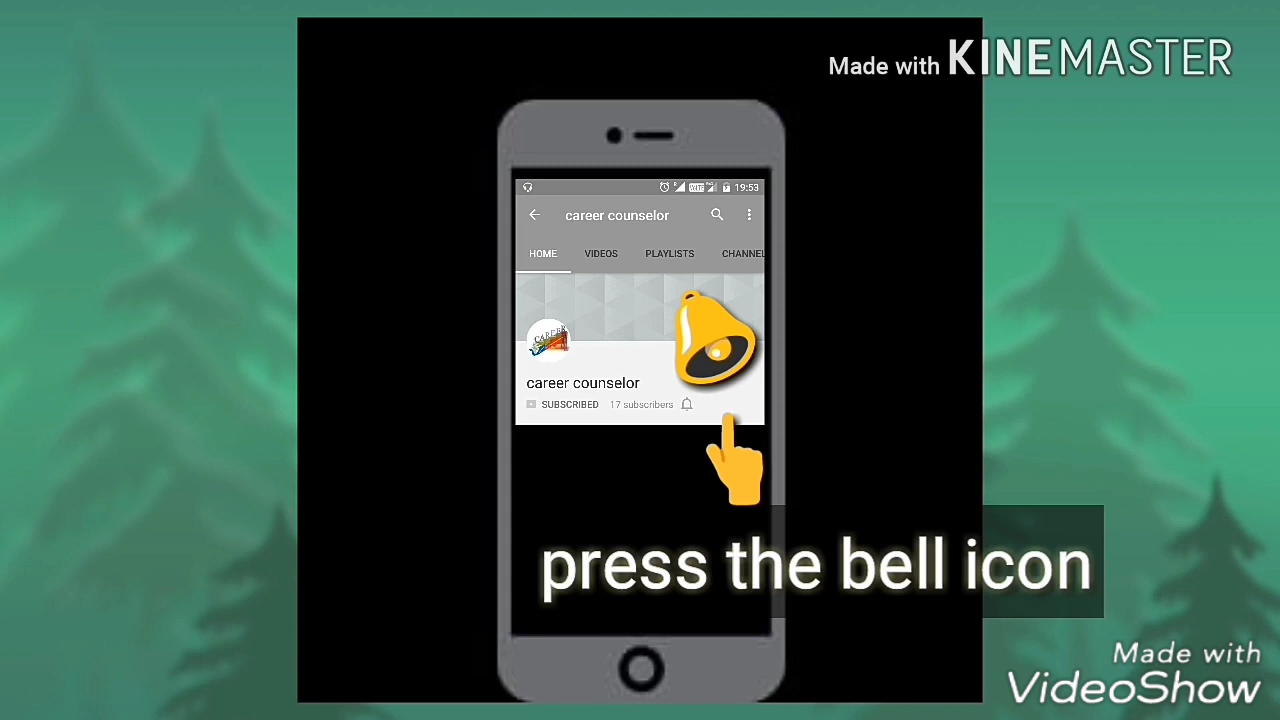 Made with KINEMASTER
19:53
career counselor
HOME VIDEOS PLAYLISTS CHANNEL
CAREER
career counselor
SUBSCRIBED 17 subscribers
press the bell icon
Made with
VideoShow